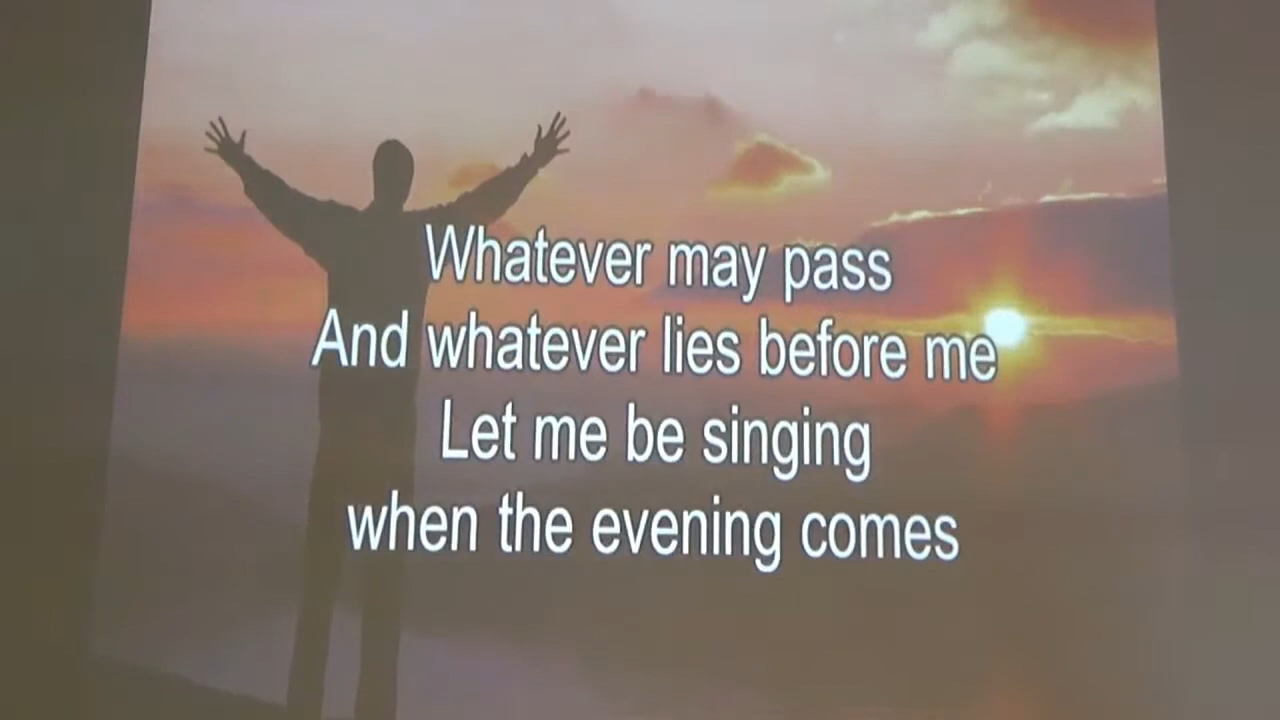 Whatever may pass
And whatever lies before me
Let me be singing
when the evening comes